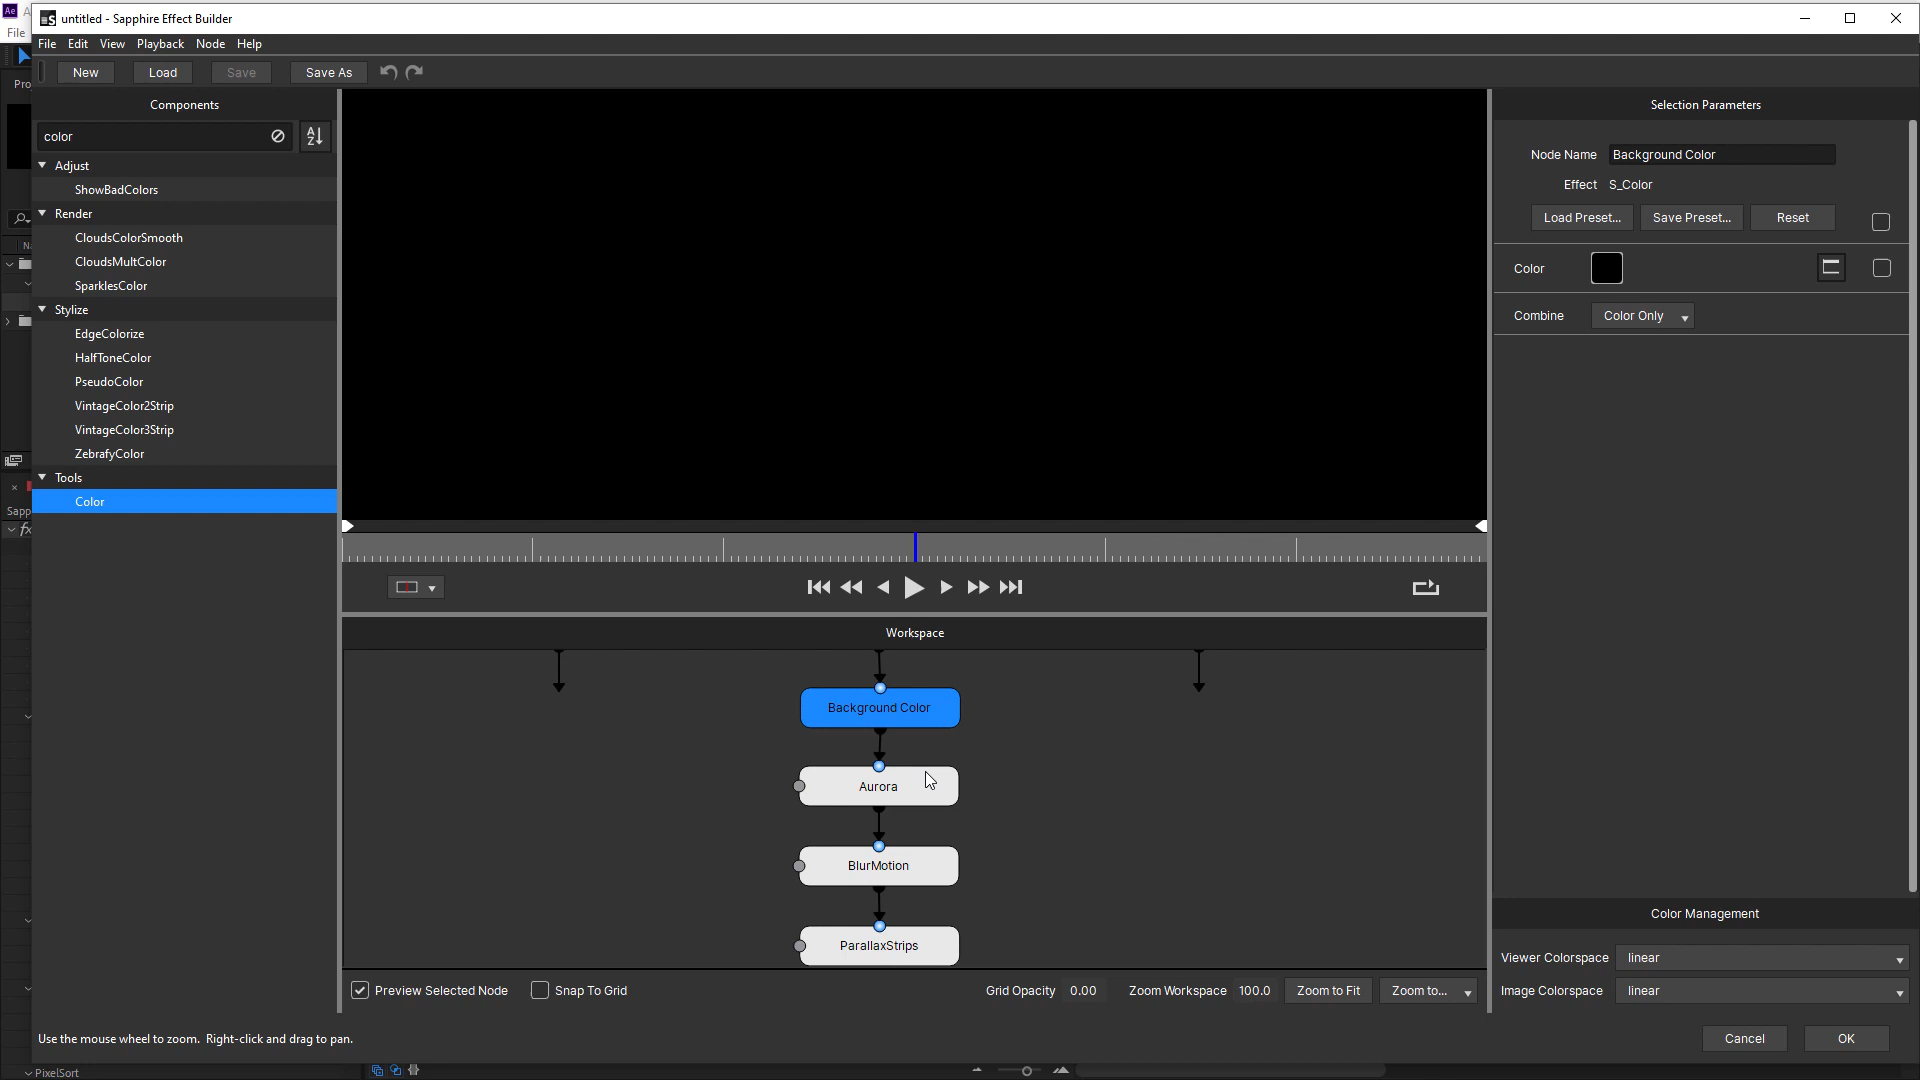 Ae
untitled - Sapphire Effect Builder
File
File Edit View Playback Node Help
New Load Save Save As
Components
color
Adjust
ShowBadColors
Render
CloudsColorSmooth
CloudsMultColor
SparklesColor
Stylize
EdgeColorize
HalfToneColor
PseudoColor
VintageColor2Strip
VintageColor3Strip
ZebrafyColor
Tools
Color
Workspace
Background Color
Aurora
BlurMotion
ParallaxStrips
Preview Selected Node Snap To Grid Grid Opacity 0.00 Zoom Workspace 100.0 Zoom to Fit Zoom to...
Use the mouse wheel to zoom. Right-click and drag to pan.
Selection Parameters
Node Name Background Color
Effect S_Color
Load Preset... Save Preset... Reset
Color
Combine Color Only
Color Management
Viewer Colorspace linear
Image Colorspace linear
Cancel OK
PixelSort